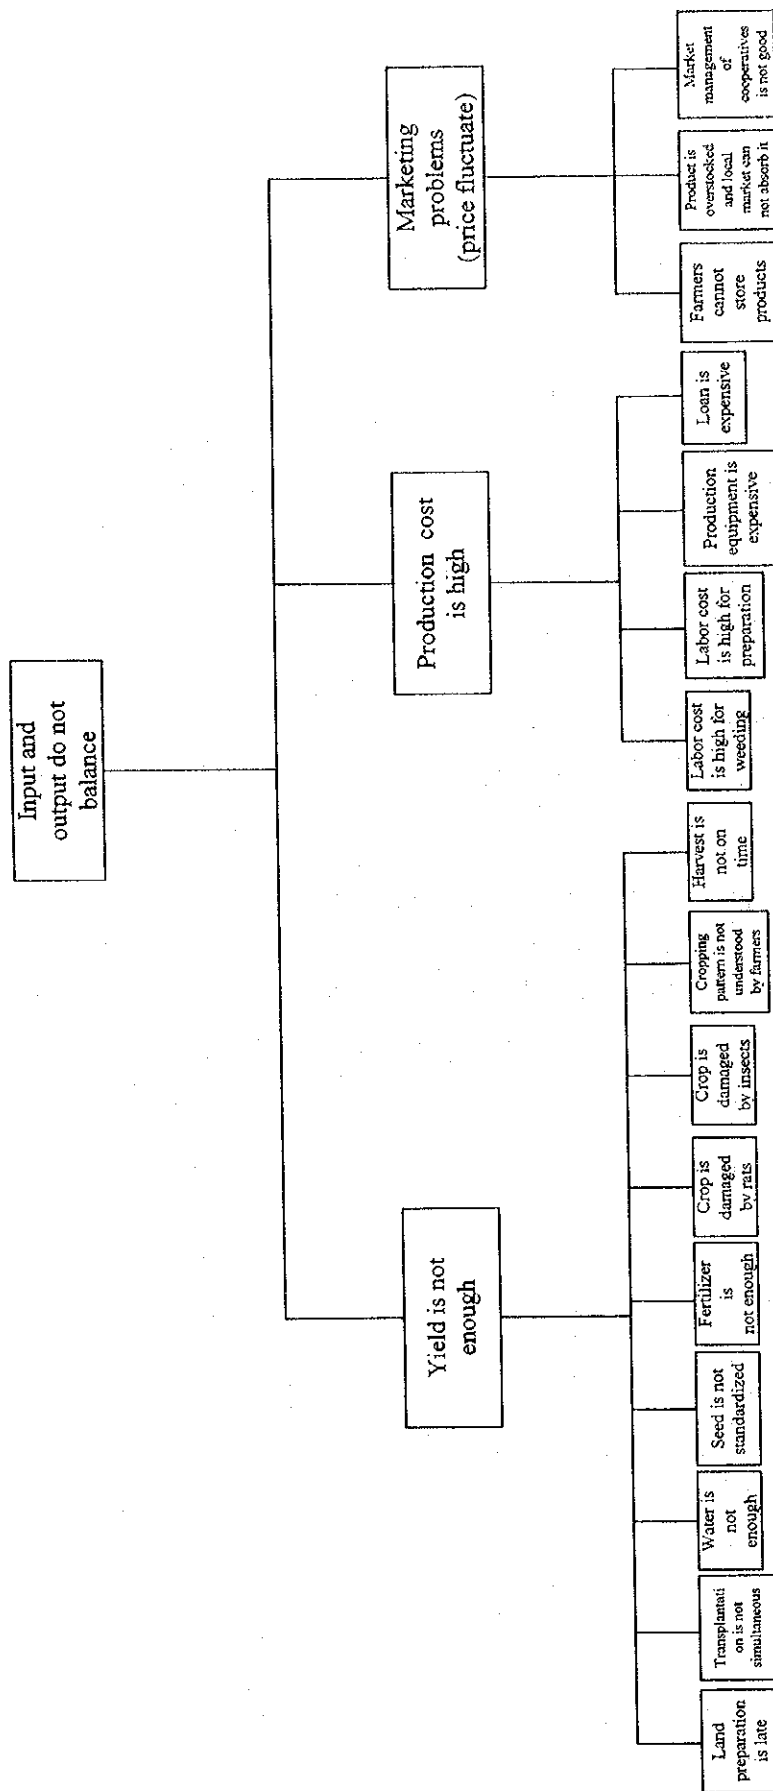 Input and
output do not
balance
Yield is not
enough
Production cost
is high
Marketing
problems
(price fluctuate)
Land
preparation
is late
Transplantati
on is not
simultaneous
Water is
not
enough
Seed is not
standardized
Fertilizer
is
not enough
Crop is
damaged
by rats
Crop is
damaged
by insects
Cropping
pattern is not
understood
by farmers
Harvest is
not on
time
Labor cost
is high for
weeding
Labor cost
is high for
preparation
Production
equipment is
expensive
Loan is
expensive
Farmers
cannot
store
products
Product is
overstocked
and local
market can
not absorb it
Market
management
of
cooperatives
is not good